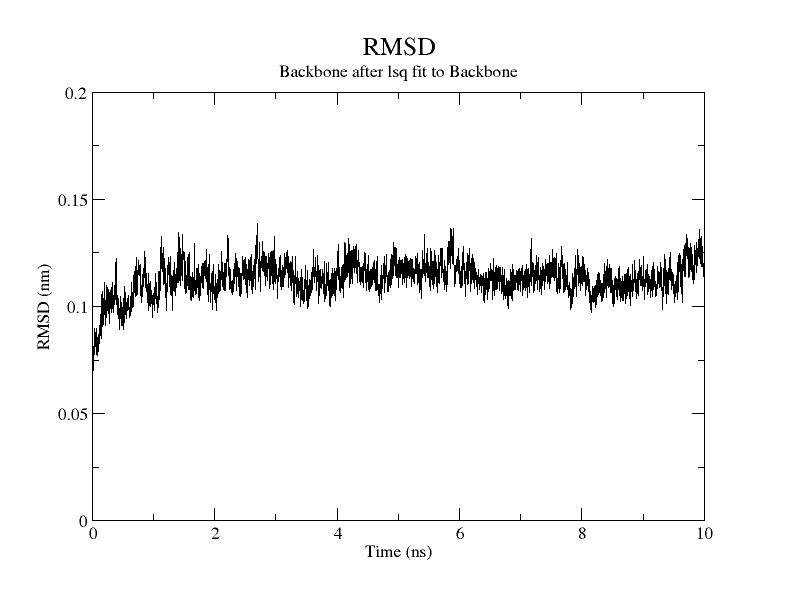 RMSD
Backbone after lsq fit to Backbone
0.2
0.15
0.1
0.05
0
RMSD (nm)
0 2 4 6 8 10
Time (ns)